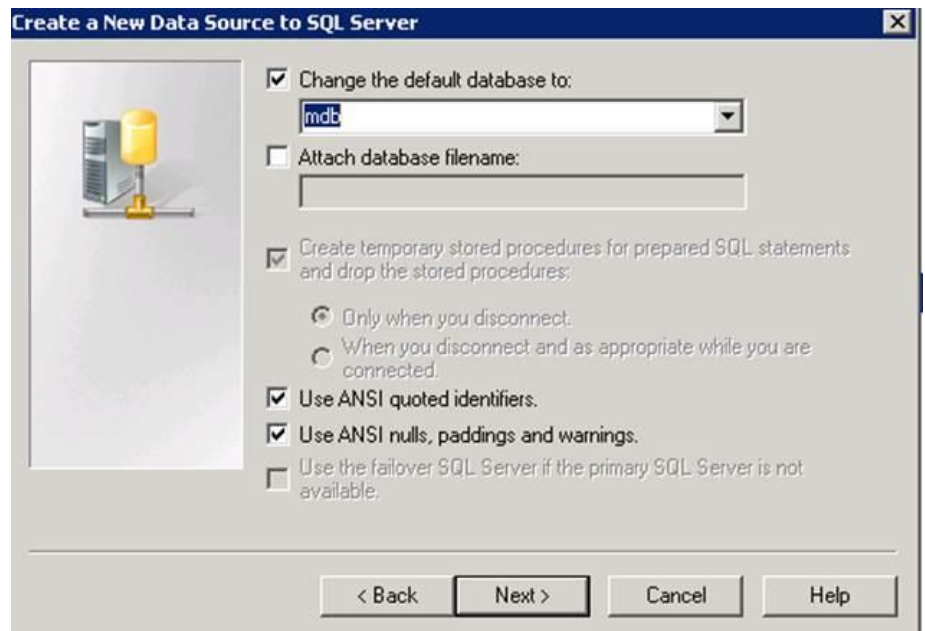 Create a New Data Source to SQL Server
Change the default database to:
mdb
Attach database filename:
Create temporary stored procedures for prepared SQL statements
and drop the stored procedures:
Only when you disconnect.
When you disconnect and as appropriate while you are
connected.
Use ANSI quoted identifiers.
Use ANSI nulls, paddings and warnings.
Use the failover SQL Server if the primary SQL Server is not
available.
< Back
Next >
Cancel
Help